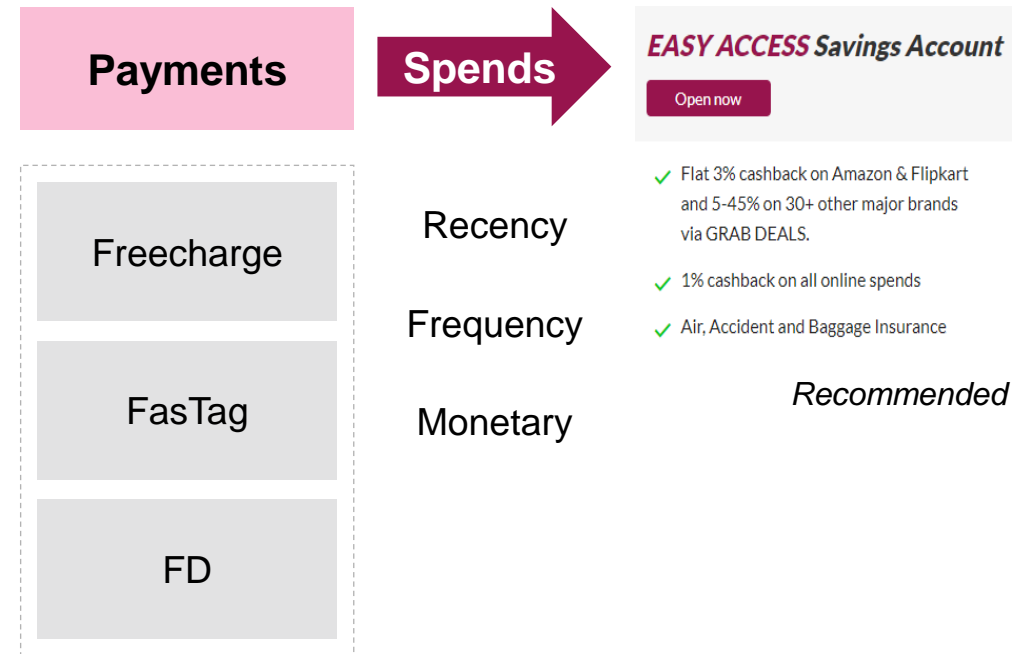 Payments
Spends
EASY ACCESS Savings Account
Open now
Freecharge
FasTag
FD
Recency
Frequency
Monetary
Flat 3% cashback on Amazon & Flipkart
and 5-45% on 30+ other major brands
via GRAB DEALS.
1% cashback on all online spends
Air, Accident and Baggage Insurance
Recommended